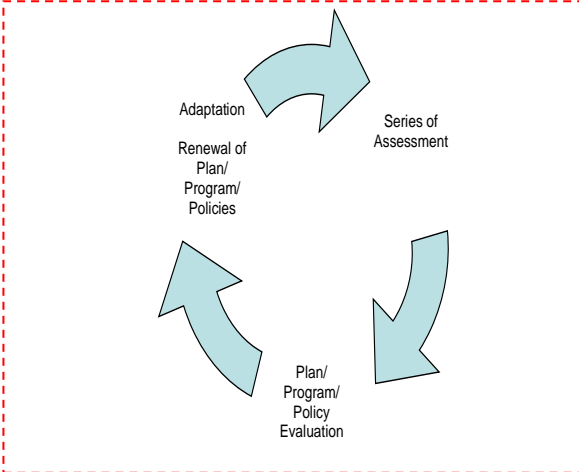 Adaptation
Renewal of
Plan/
Program/
Policies
Series of
Assessment
Plan/
Program/
Policy
Evaluation